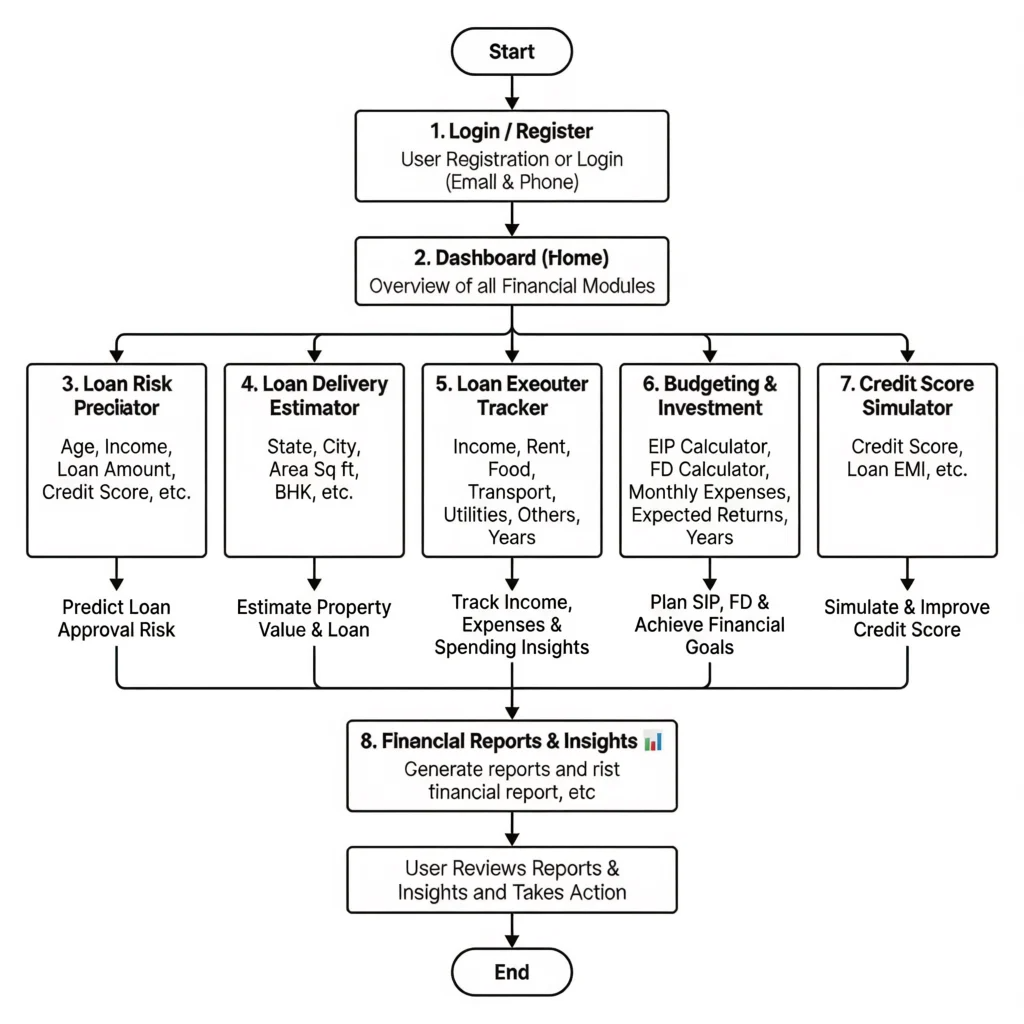 Start
1. Login / Register
User Registration or Login
(Emall & Phone)
2. Dashboard (Home)
Overview of all Financial Modules
3. Loan Risk
Age, Income,
Loan Amount,
Credit Score, etc.
4. Loan Delivery
Estimator
State, City,
Area Sq ft,
BHK, etc.
5. Loan Exeouter
Tracker
Income, Rent,
Food,
Transport,
Utilities, Others,
Years
6. Budgeting &
Investment
EIP Calculator,
FD Calculator,
Monthly Expenses,
Expected Returns,
Years
7. Credit Score
Simulator
Credit Score,
Loan EMI, etc.
Predict Loan
Approval Risk
Estimate Property
Value & Loan
Track Income,
Expenses &
Spending Insights
Plan SIP, FD &
Achieve Financial
Goals
Simulate & Improve
Credit Score
8. Financial Reports & Insights
Generate reports and rist
financial report, etc
User Reviews Reports &
Insights and Takes Action
End